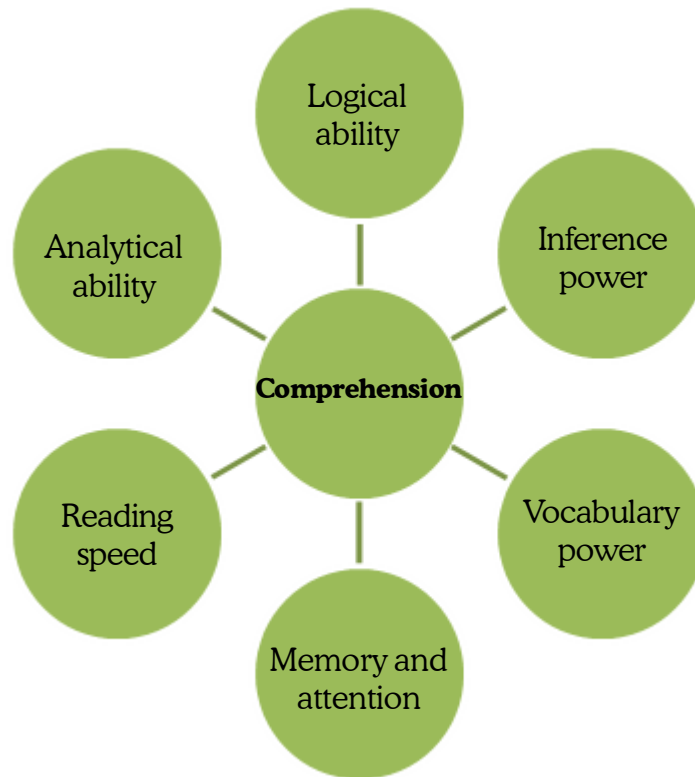 Logical
ability
Analytical
ability
Inference
power
Comprehension
Reading
speed
Vocabulary
power
Memory and
attention